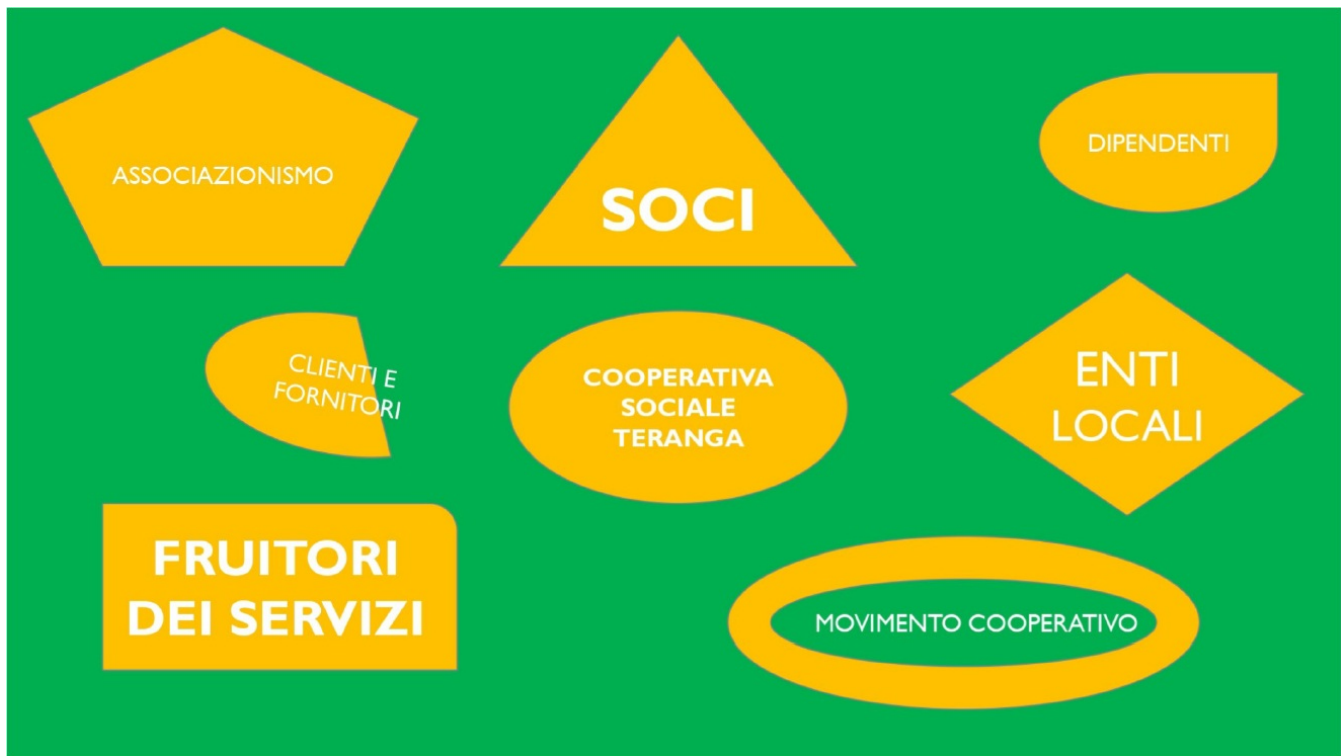 ASSOCIAZIONISMO
SOCI
DIPENDENTI
CLIENTI E
FORNITORI
COOPERATIVA
SOCIALE
TERANGA
ENTI
LOCALI
FRUITORI
DEI SERVIZI
MOVIMENTO COOPERATIVO